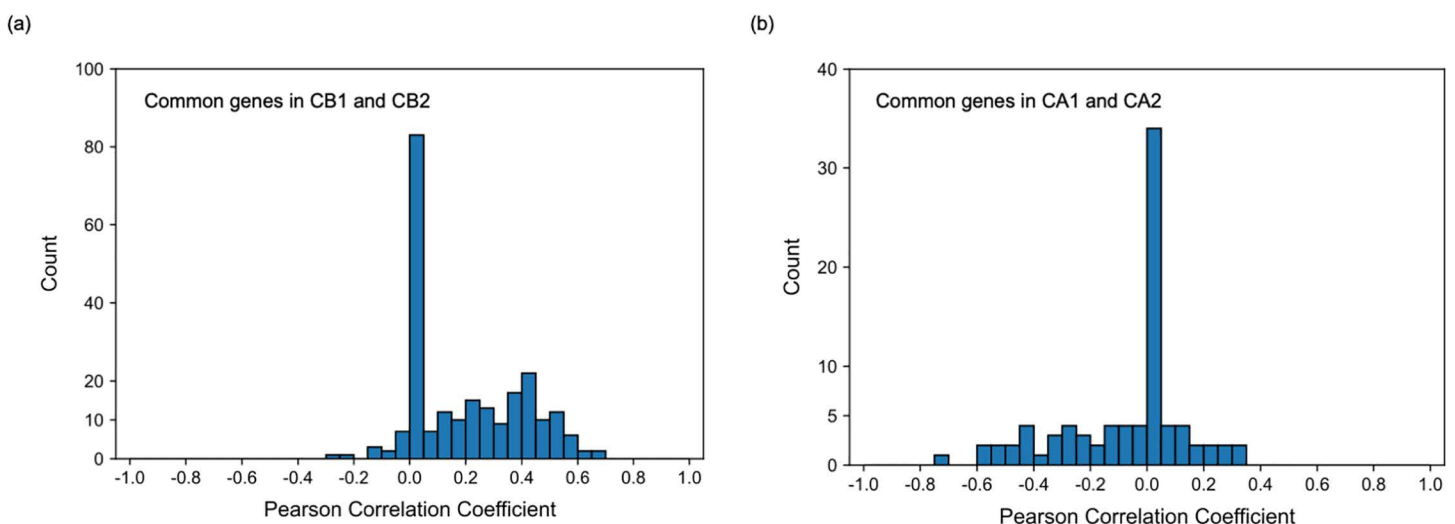 (a)
Common genes in CB1 and CB2
Count
100
80
60
40
20
10
0
-1.0 -0.8 -0.6 -0.4 -0.2 0.0 0.2 0.4 0.6 0.8 1.0
Pearson Correlation Coefficient
(b)
Common genes in CA1 and CA2
Count
40
30
20
10
5
0
-1.0 -0.8 -0.6 -0.4 -0.2 0.0 0.2 0.4 0.6 0.8 1.0
Pearson Correlation Coefficient